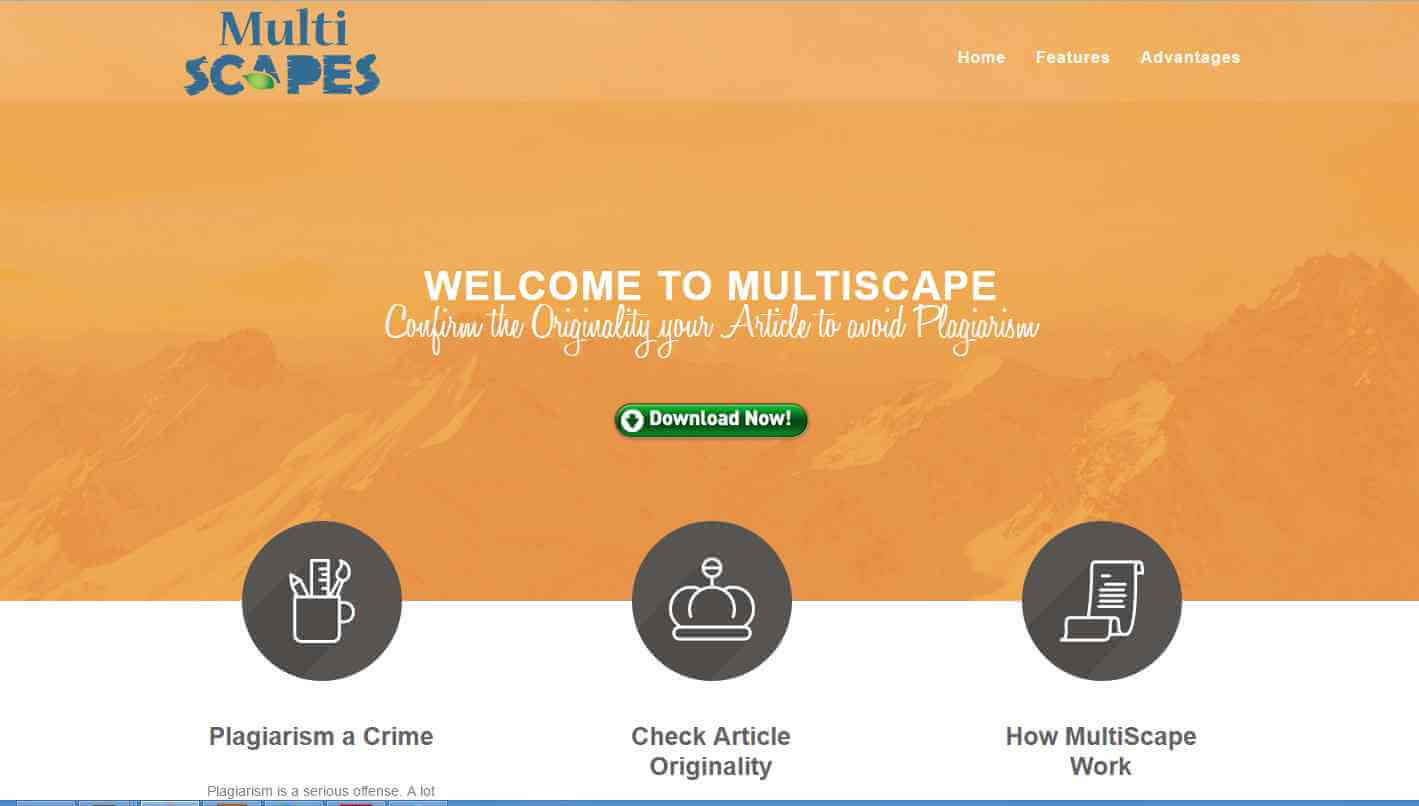 Multi
SCAPES
Home Features Advantages
WELCOME TO MULTISCAPE
Confirm the Originality your Article to avoid Plagiarism
Download Now!
Plagiarism a Crime
Check Article
Originality
How MultiScape
Work
Plagiarism is a serious offense. A lot